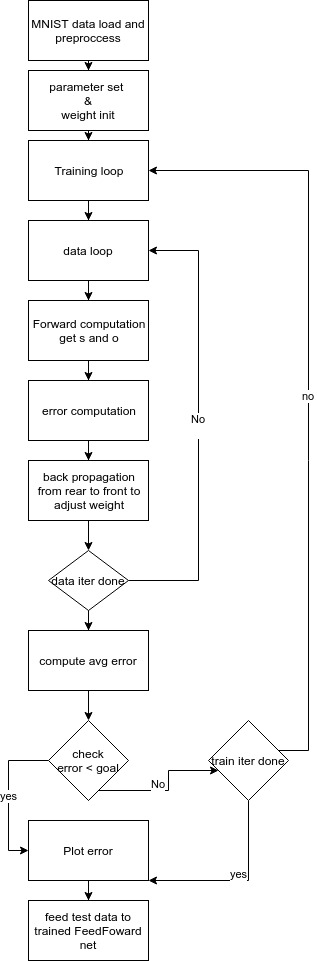 MNIST data load and
preproccess
parameter set
&
weight init
Training loop
data loop
Forward computation
get s and o
error computation
No
no
back propagation
from rear to front to
adjust weight
data iter done
compute avg error
check
error < goal
train iter done
No
yes
Plot error
yes
feed test data to
trained FeedFoward
net